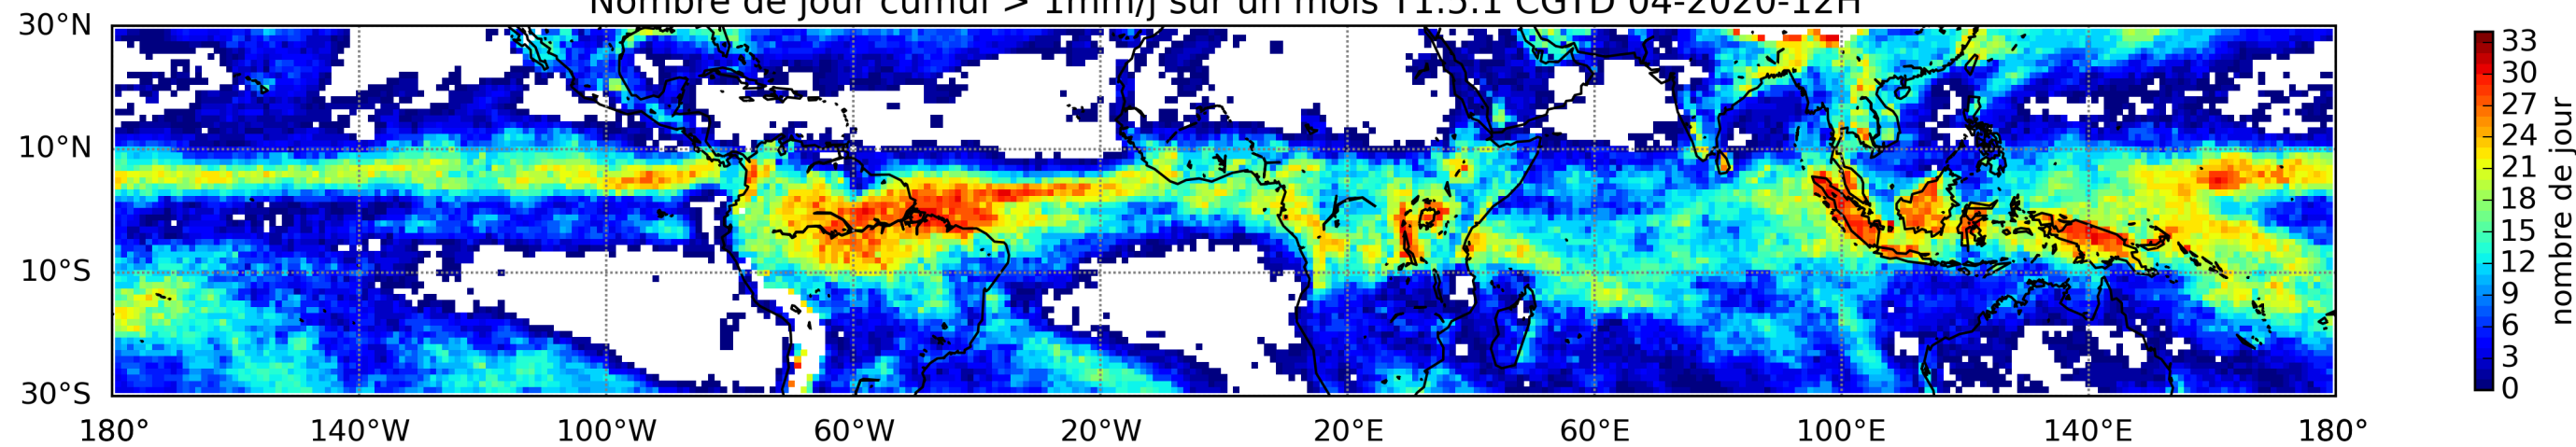 Nombre de jour cumul > 1mm/j sur un mois T1.5.1 CGTD 04-2020-12H
30°N
10°N
10°S
30°S
180°
140°W
100°W
60°W
20°W
20°E
60°E
100°E
140°E
180°
33
30
27
24
21
18
15
12
9
6
3
0
nombre de jour